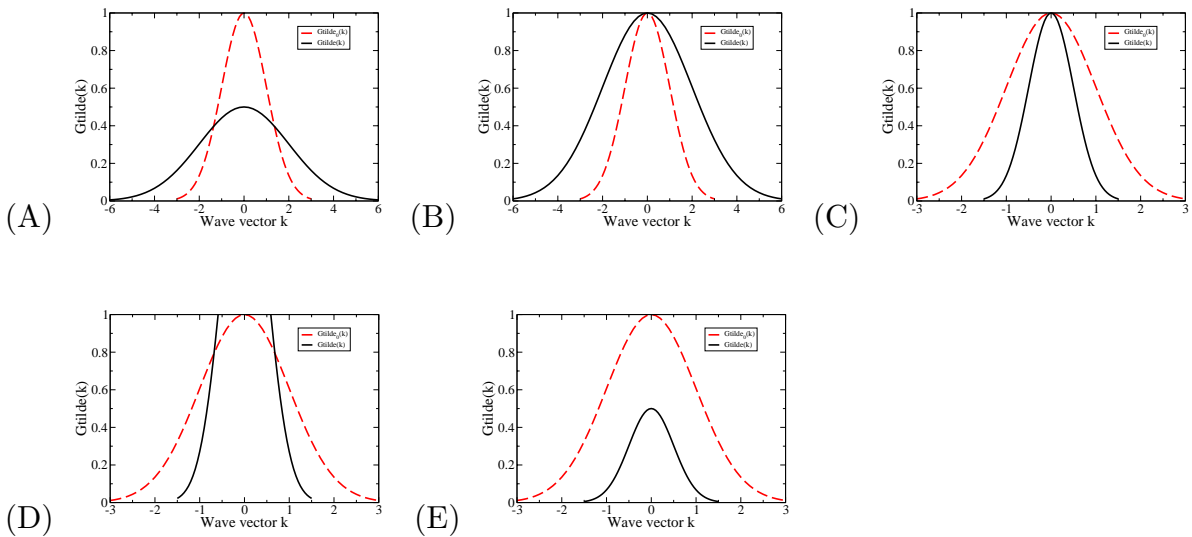 Gtilde(k)
1
0.8
0.6
0.4
0.2
0
-6 -4 -2 0 2 4 6
Wave vector k
Gtilde₀(k)
Gtilde(k)
(A)
Gtilde(k)
1
0.8
0.6
0.4
0.2
0
-6 -4 -2 0 2 4 6
Wave vector k
Gtilde₀(k)
Gtilde(k)
(B)
Gtilde(k)
1
0.8
0.6
0.4
0.2
0
-3 -2 -1 0 1 2 3
Wave vector k
Gtilde₀(k)
Gtilde(k)
(C)
Gtilde(k)
1
0.8
0.6
0.4
0.2
0
-3 -2 -1 0 1 2 3
Wave vector k
Gtilde₀(k)
Gtilde(k)
(D)
Gtilde(k)
1
0.8
0.6
0.4
0.2
0
-3 -2 -1 0 1 2 3
Wave vector k
Gtilde₀(k)
Gtilde(k)
(E)